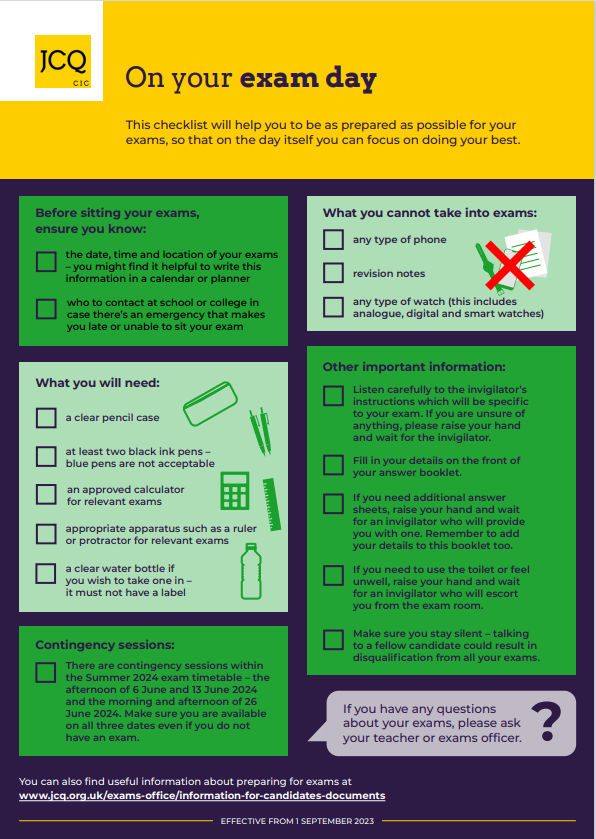 JCQ
CIC
On your exam day
This checklist will help you to be as prepared as possible for your
exams, so that on the day itself you can focus on doing your best.
Before sitting your exams,
ensure you know:
the date, time and location of your exams
– you might find it helpful to write this
information in a calendar or planner
who to contact at school or college in
case there’s an emergency that makes
you late or unable to sit your exam
What you will need:
a clear pencil case
at least two black ink pens –
blue pens are not acceptable
an approved calculator
for relevant exams
appropriate apparatus such as a ruler
or protractor for relevant exams
a clear water bottle if
you wish to take one in –
it must not have a label
Contingency sessions:
There are contingency sessions within
the Summer 2024 exam timetable – the
afternoon of 6 June and 13 June 2024
and the morning and afternoon of 26
June 2024. Make sure you are available
on all three dates even if you do not
have an exam.
What you cannot take into exams:
any type of phone
revision notes
any type of watch (this includes
analogue, digital and smart watches)
Other important information:
Listen carefully to the invigilator’s
instructions which will be specific
to your exam. If you are unsure of
anything, please raise your hand
and wait for the invigilator.
Fill in your details on the front of
your answer booklet.
If you need additional answer
sheets, raise your hand and wait
for an invigilator who will provide
you with one. Remember to add
your details to this booklet too.
If you need to use the toilet or feel
unwell, raise your hand and wait
for an invigilator who will escort
you from the exam room.
Make sure you stay silent – talking
to a fellow candidate could result in
disqualification from all your exams.
If you have any questions
about your exams, please ask
your teacher or exams officer.
?
You can also find useful information about preparing for exams at
www.jcq.org.uk/exams-office/information-for-candidates-documents
EFFECTIVE FROM 1 SEPTEMBER 2023